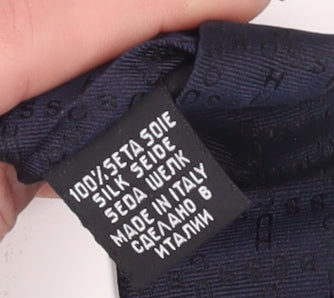 100% SETA SOIE
SILK SEIDE
SEDA ШЕЛК
MADE IN ITALY
СДЕЛАНО В
ИТАЛИИ